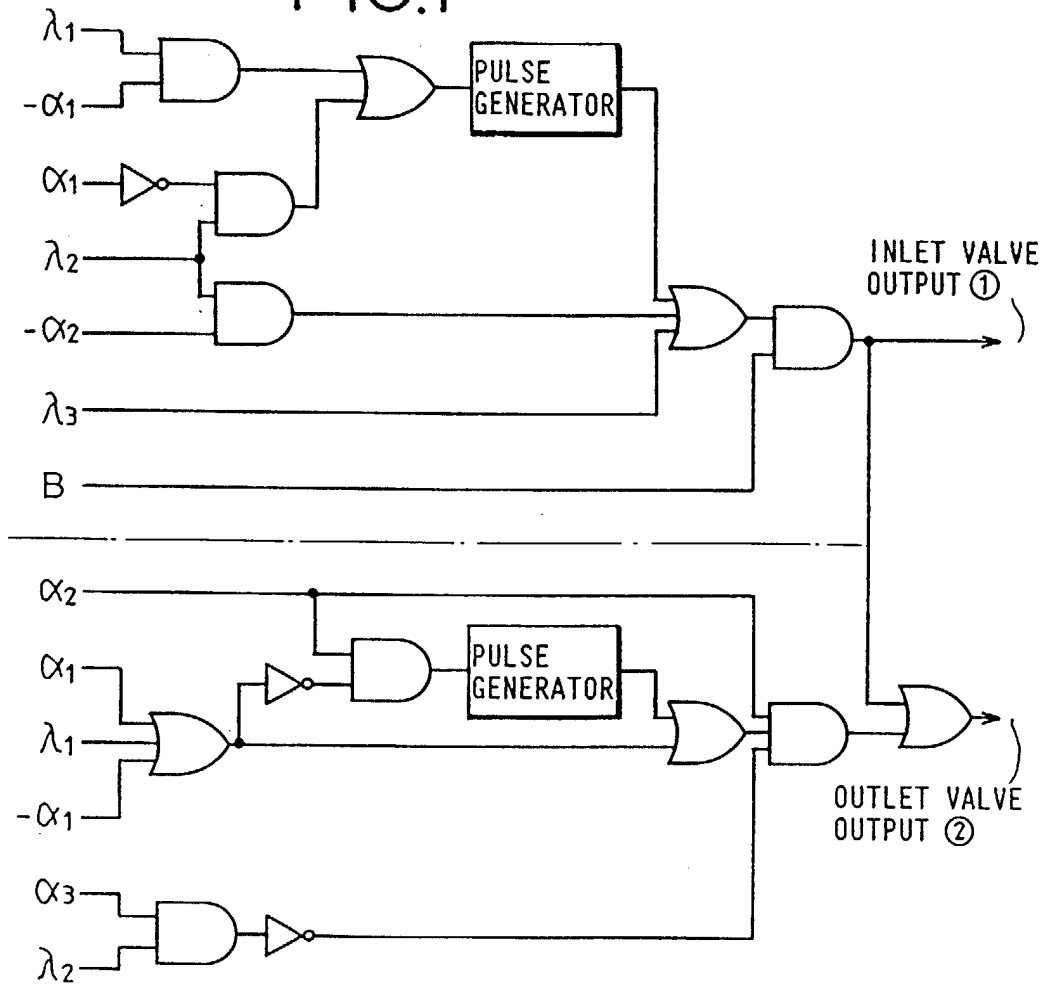 FIG.1
λ1
-α1
PULSE
GENERATOR
α1
λ2
-α2
INLET VALVE
OUTPUT ①
λ3
B
α2
α1
PULSE
GENERATOR
λ1
-α1
OUTLET VALVE
OUTPUT ②
α3
λ2